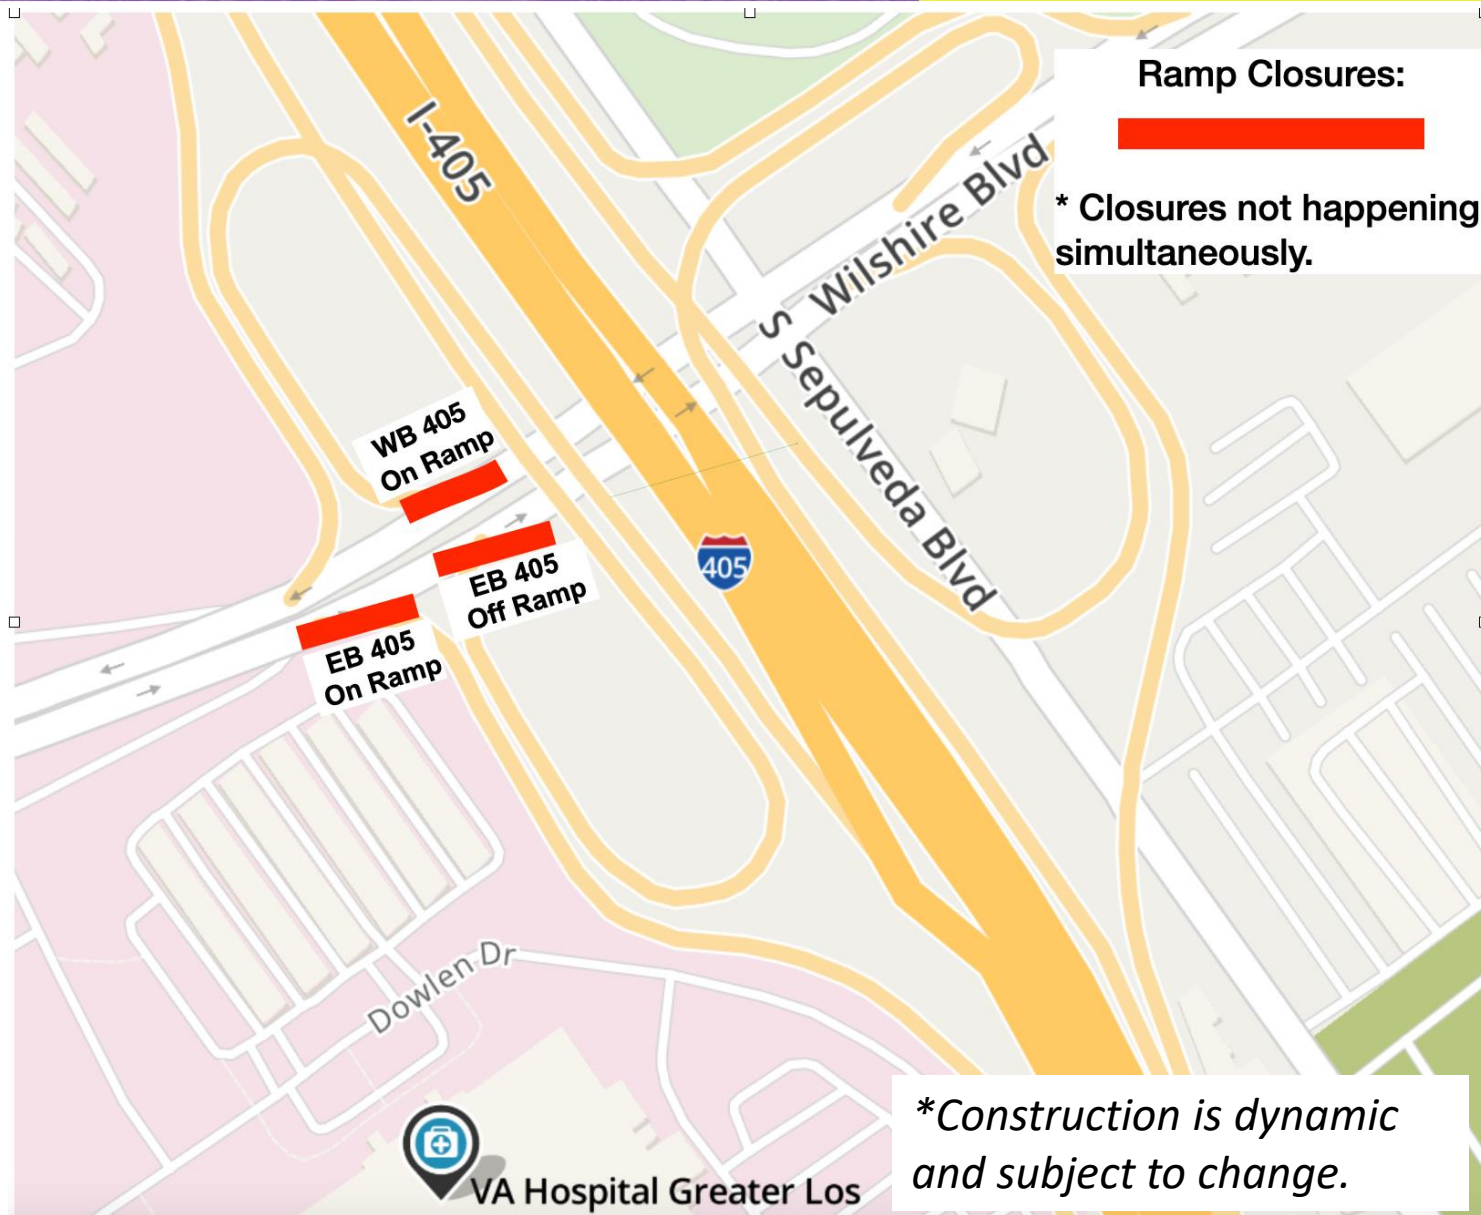 Ramp Closures:
* Closures not happening
simultaneously.
I-405
Wilshire Blvd
S Sepulveda Blvd
WB 405
On Ramp
EB 405
Off Ramp
405
EB 405
On Ramp
Dowlen Dr
*Construction is dynamic
and subject to change.
VA Hospital Greater Los